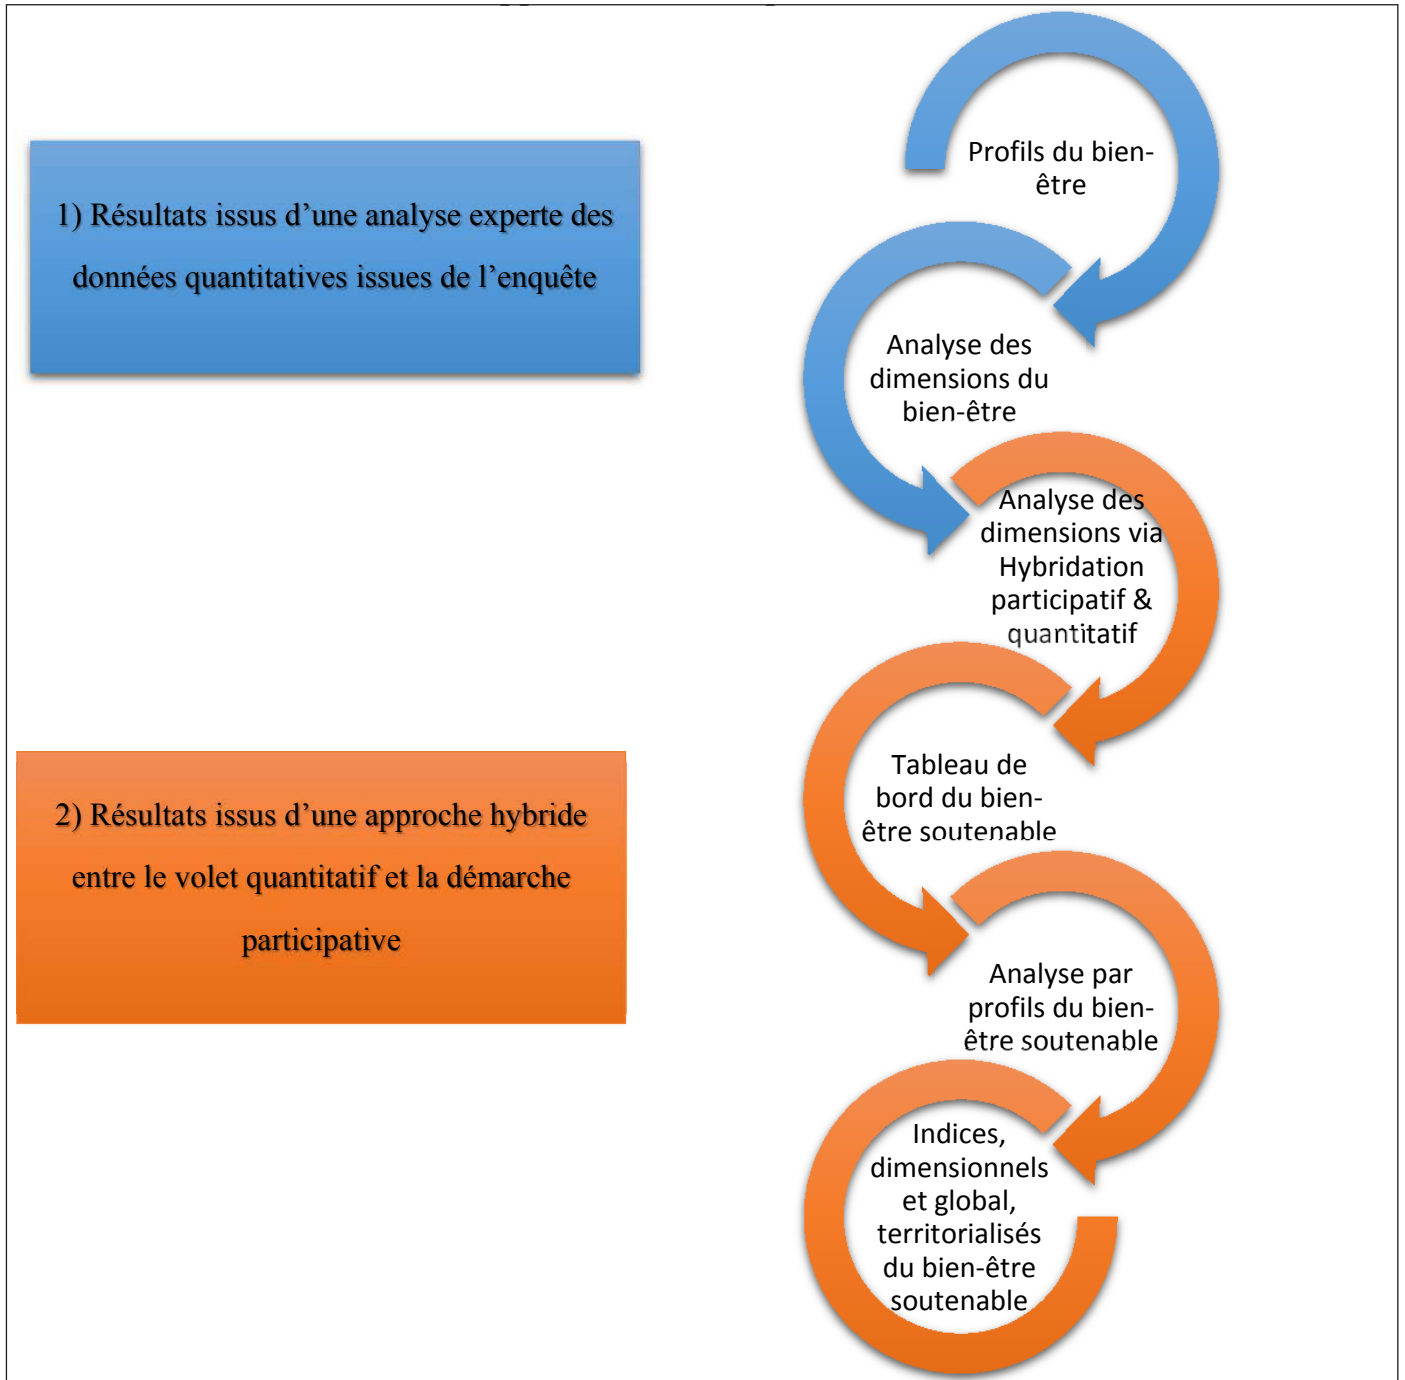 1) Résultats issus d’une analyse experte des
données quantitatives issues de l’enquête
Profils du bien-
être
Analyse des
dimensions du
bien-être
Analyse des
dimensions via
Hybridation
participatif &
quantitatif
2) Résultats issus d’une approche hybride
entre le volet quantitatif et la démarche
participative
Tableau de
bord du bien-
être soutenable
Analyse par
profils du bien-
être soutenable
Indices,
dimensionnels
et global,
territorialisés
du bien-être
soutenable